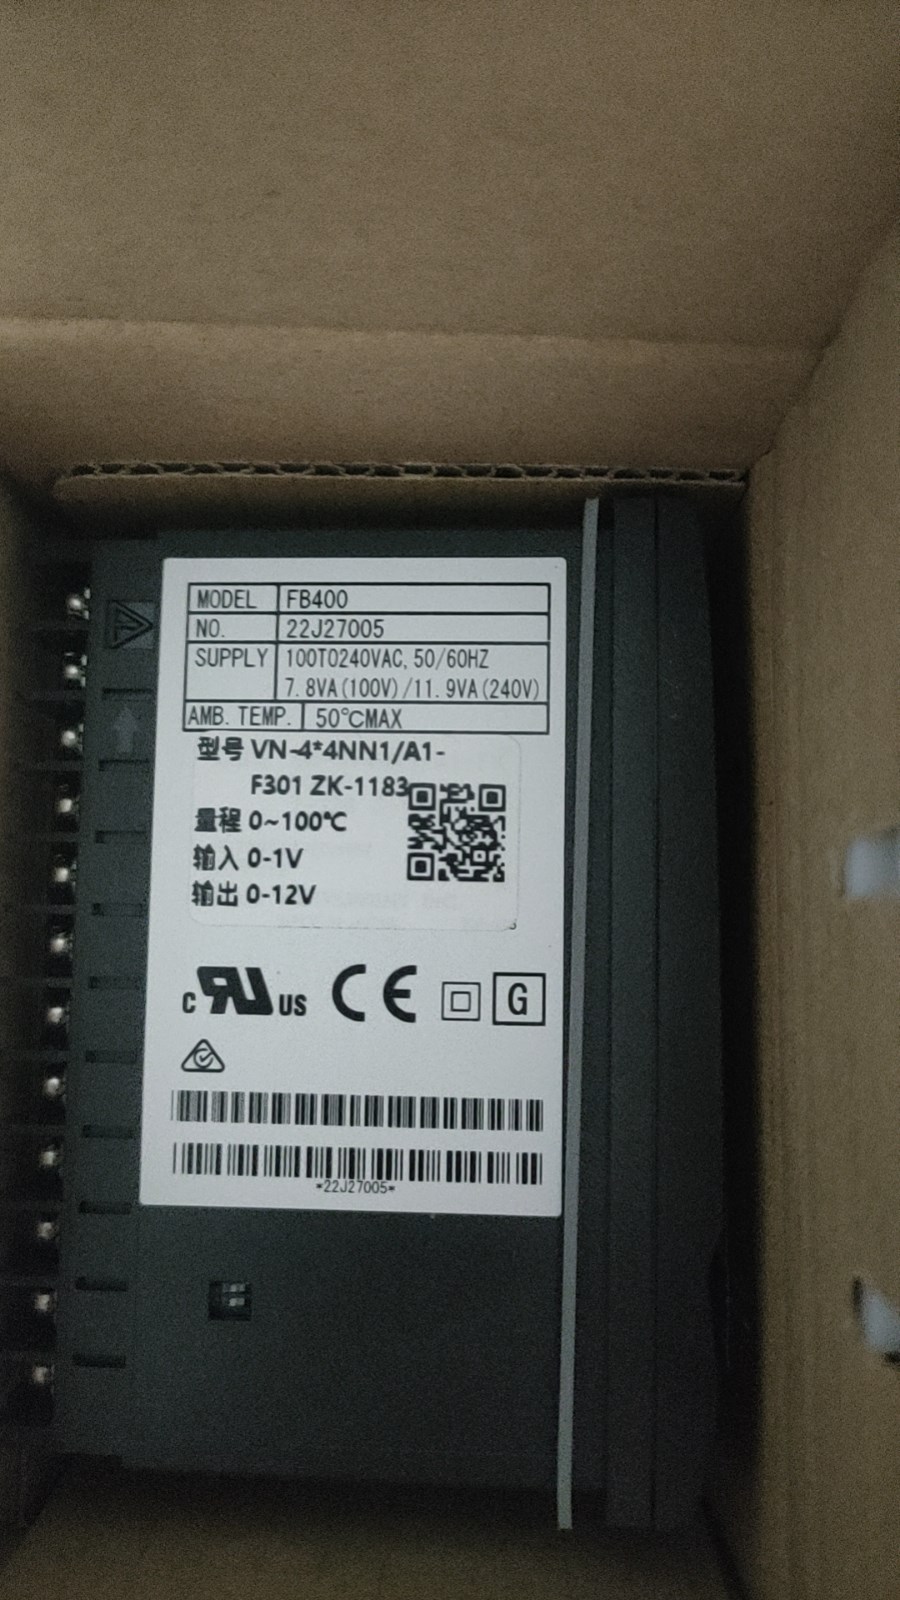 MODEL FB400
NO. 22J27005
SUPPLY 100TO240VAC, 50/60HZ
7.8VA(100V)/11.9VA(240V)
AMB. TEMP. 50℃MAX
型号 VN-4*4NN1/A1-
F301 ZK-1183
量程 0~100℃
输入 0-1V
输出 0-12V
c RU US CE G
*22J27005*